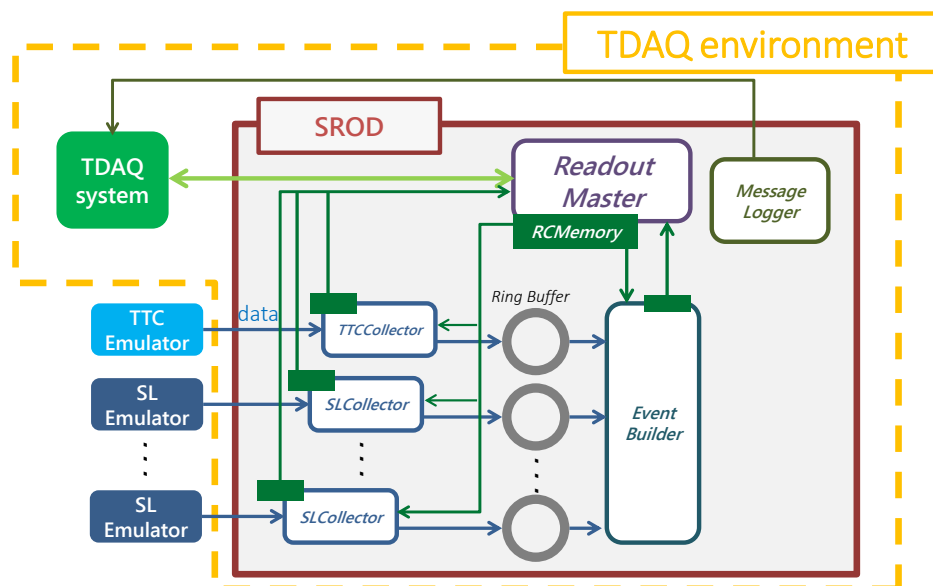 TDAQ environment
SROD
TDAQ
system
Readout
Master
Message
Logger
RCMemory
Ring Buffer
TTC
Emulator
data
TTCCollector
SL
Emulator
SLCollector
Event
Builder
SL
Emulator
SLCollector